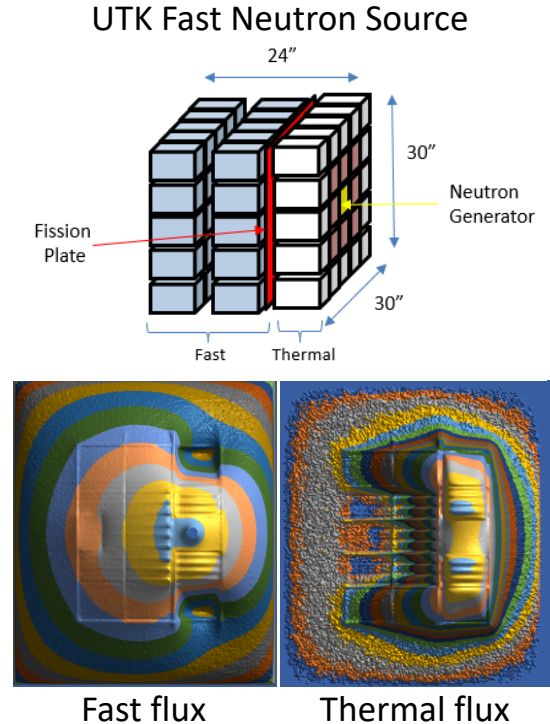 UTK Fast Neutron Source
24”
30”
Neutron
Generator
Fission
Plate
30”
Fast
Thermal
Fast flux
Thermal flux